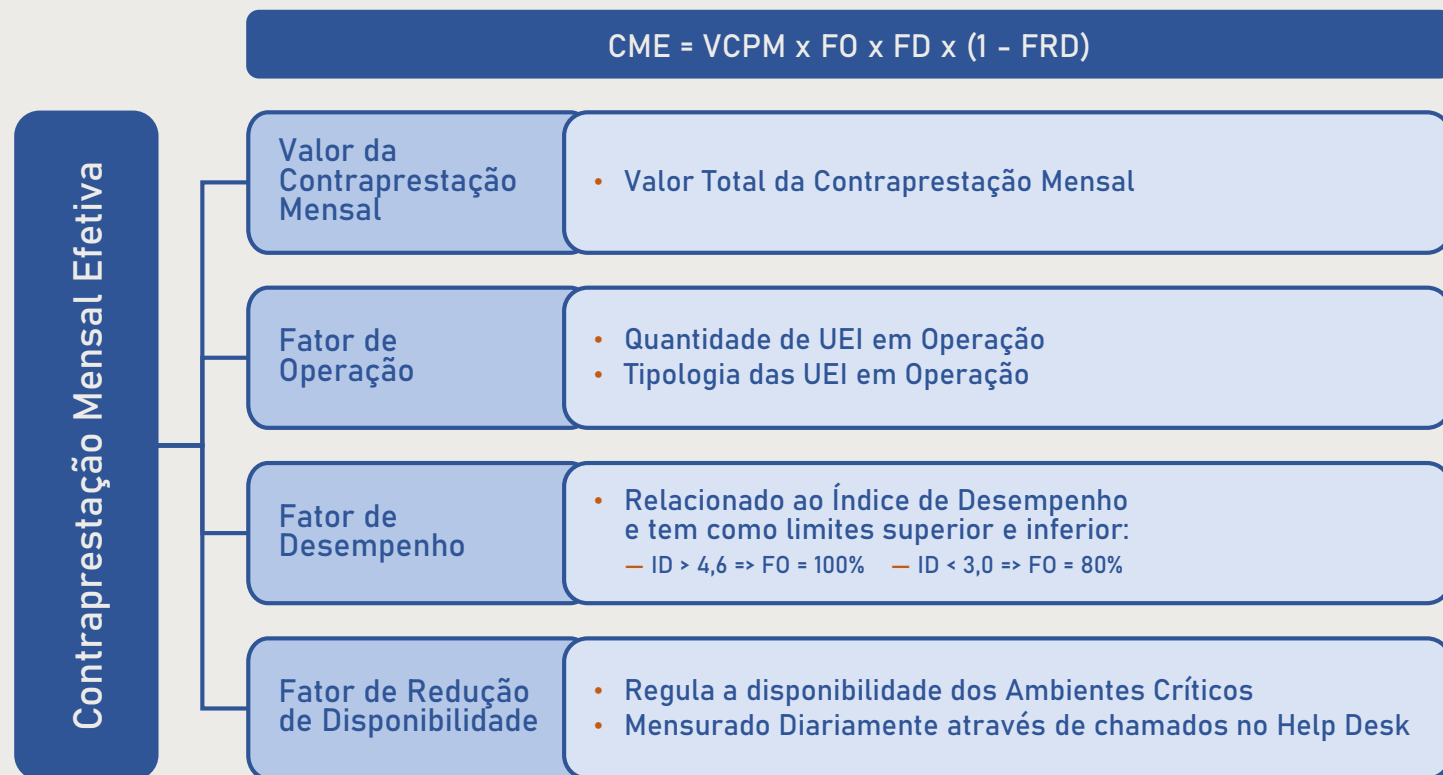 CME = VCPM x FO x FD x (1 - FRD)
Contraprestação Mensal Efetiva
Valor da
Contraprestação
Mensal
• Valor Total da Contraprestação Mensal
Fator de
Operação
• Quantidade de UEI em Operação
• Tipologia das UEI em Operação
Fator de
Desempenho
• Relacionado ao Índice de Desempenho
e tem como limites superior e inferior:
— ID > 4,6 => FO = 100% — ID < 3,0 => FO = 80%
Fator de Redução
de Disponibilidade
• Regula a disponibilidade dos Ambientes Críticos
• Mensurado Diariamente através de chamados no Help Desk